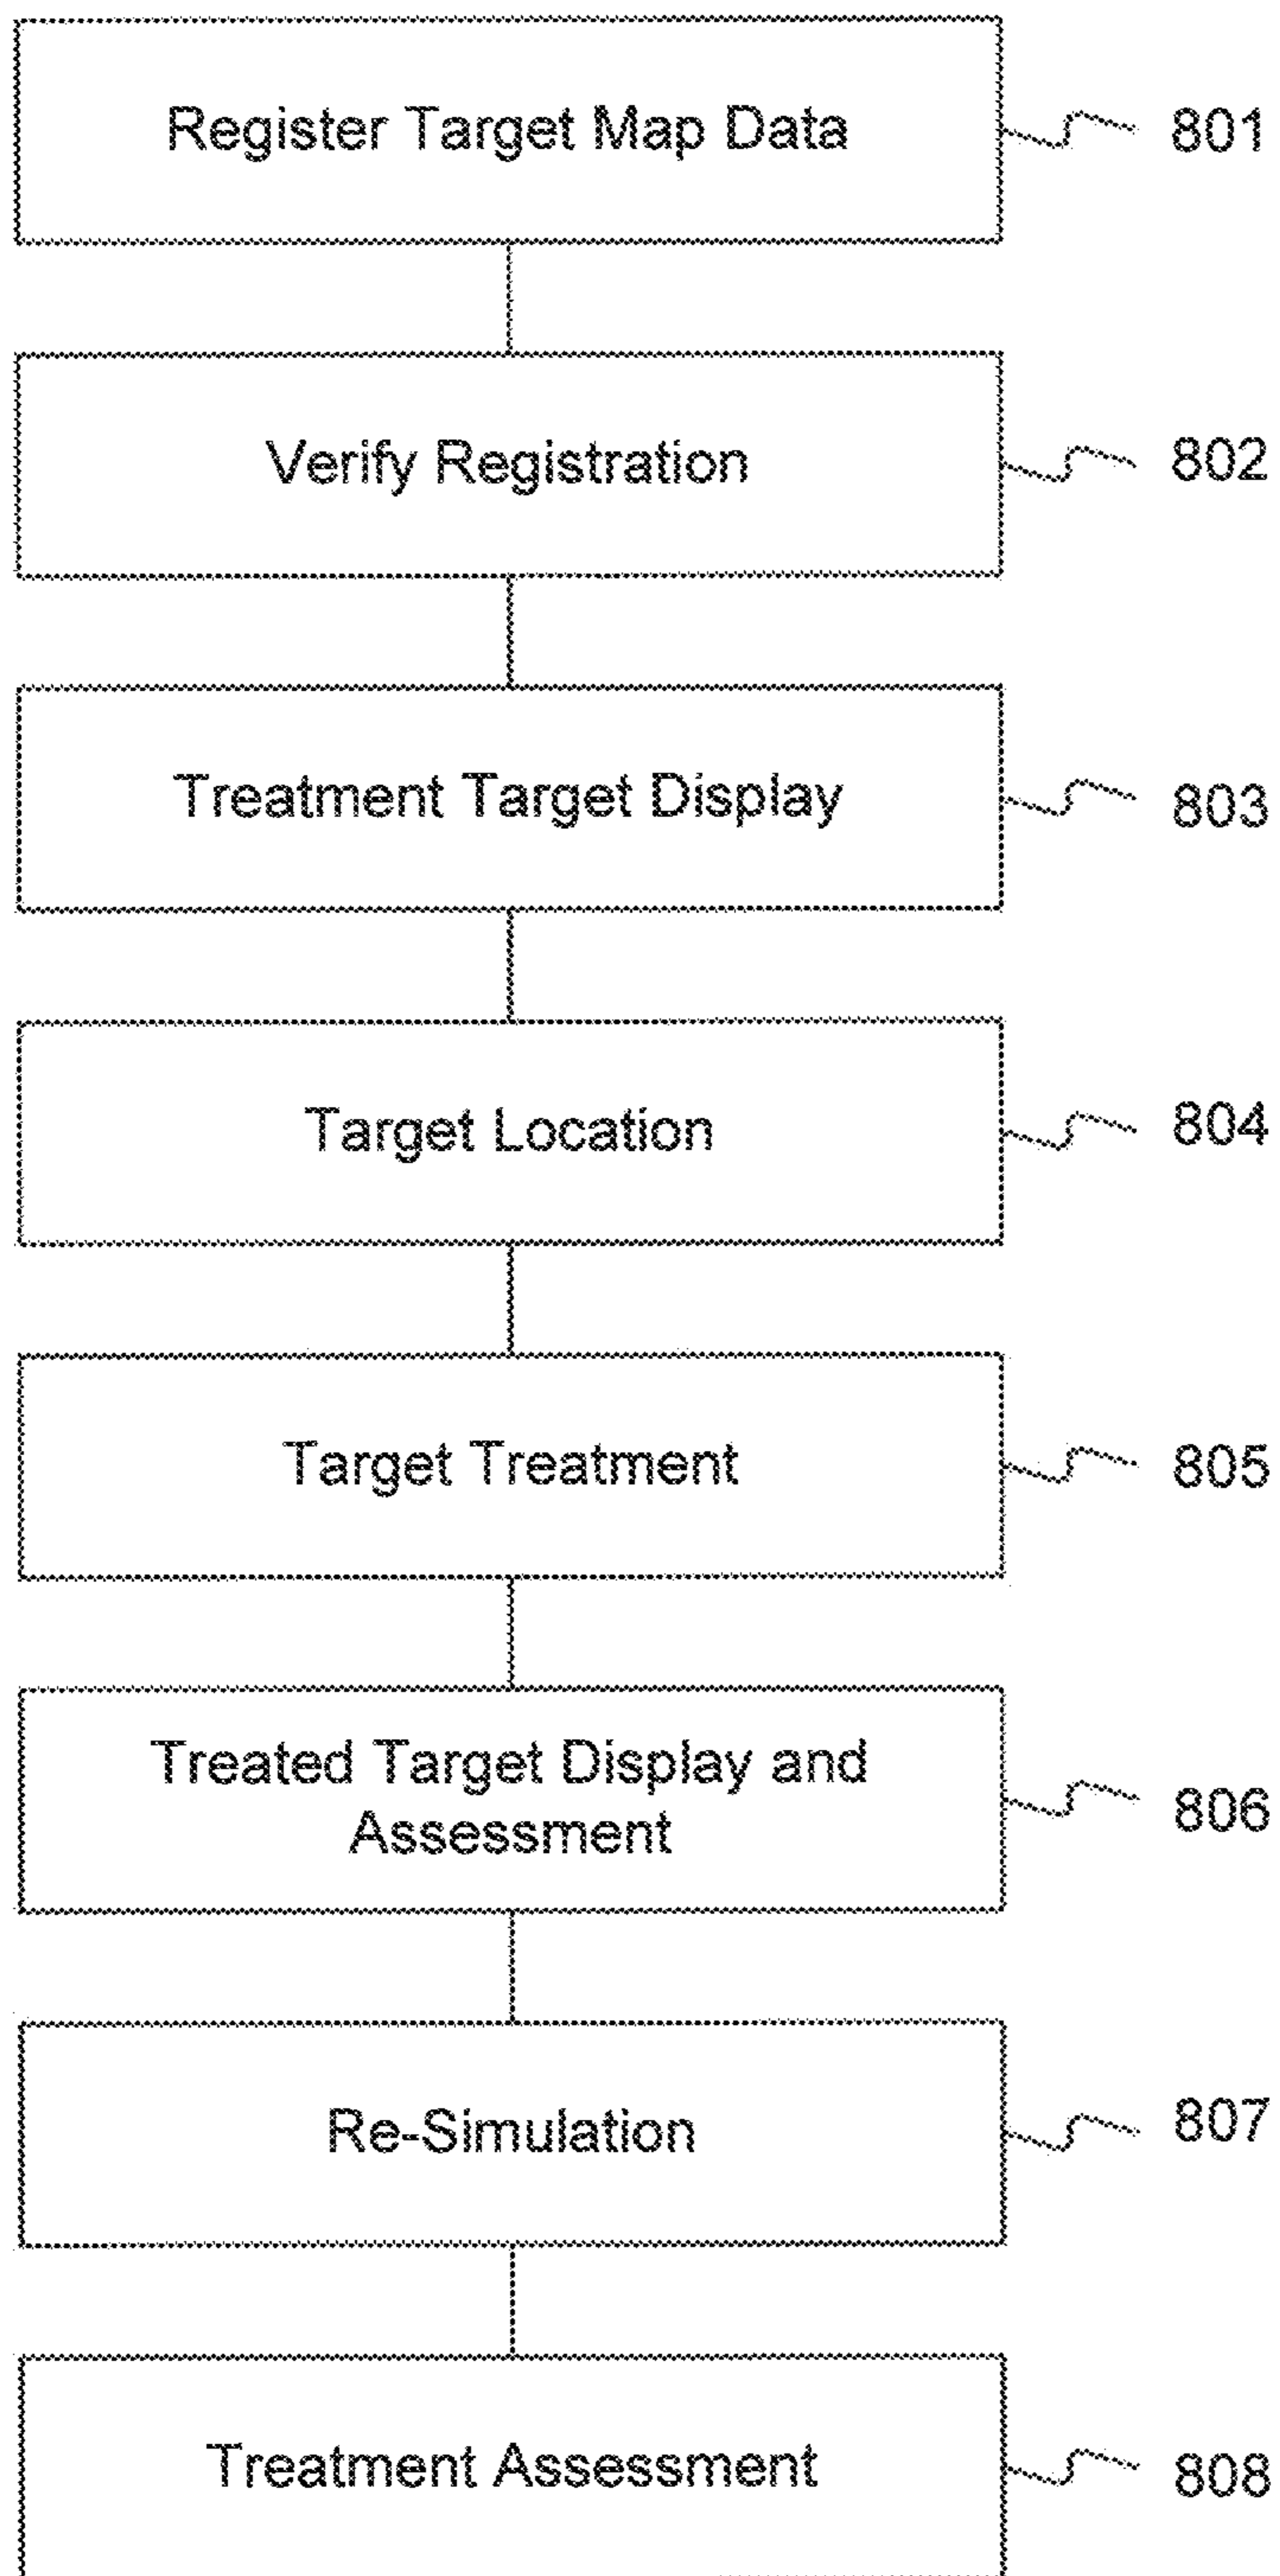 Register Target Map Data
801
Verify Registration
802
Treatment Target Display
803
Target Location
804
Target Treatment
805
Treated Target Display and
Assessment
806
Re-Simulation
807
Treatment Assessment
808